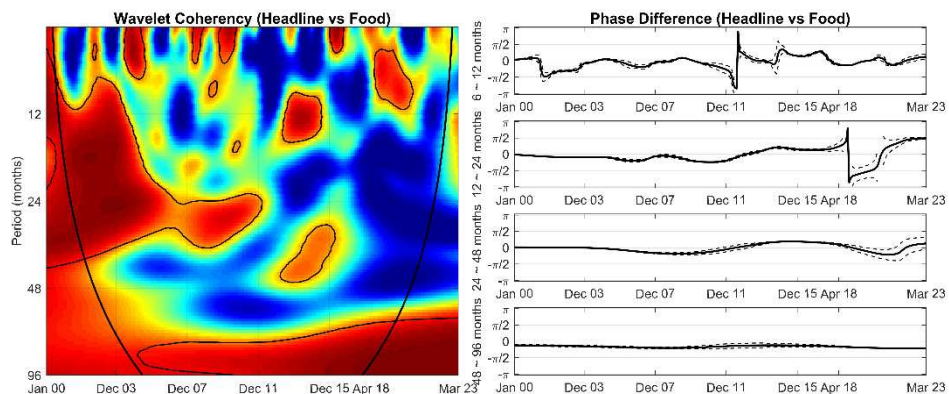 Wavelet Coherency (Headline vs Food)
Period (months)
12
24
48
96
Jan 00 Dec 03 Dec 07 Dec 11 Dec 15 Apr 18 Mar 23
Phase Difference (Headline vs Food)
6 ~ 12 months
π
π/2
0
-π/2
-π
Jan 00 Dec 03 Dec 07 Dec 11 Dec 15 Apr 18 Mar 23
12 ~ 24 months
π
π/2
0
-π/2
-π
Jan 00 Dec 03 Dec 07 Dec 11 Dec 15 Apr 18 Mar 23
24 ~ 48 months
π
π/2
0
-π/2
-π
Jan 00 Dec 03 Dec 07 Dec 11 Dec 15 Apr 18 Mar 23
48 ~ 96 months
π
π/2
0
-π/2
-π
Jan 00 Dec 03 Dec 07 Dec 11 Dec 15 Apr 18 Mar 23